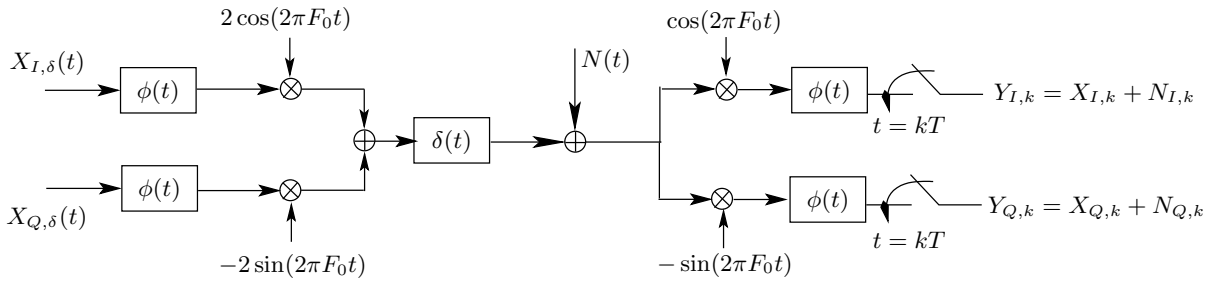 2 cos(2πF₀t)
cos(2πF₀t)
X_{I,δ}(t)
N(t)
ϕ(t)
ϕ(t)
Y_{I,k} = X_{I,k} + N_{I,k}
t = kT
δ(t)
ϕ(t)
ϕ(t)
X_{Q,δ}(t)
Y_{Q,k} = X_{Q,k} + N_{Q,k}
t = kT
−2 sin(2πF₀t)
− sin(2πF₀t)